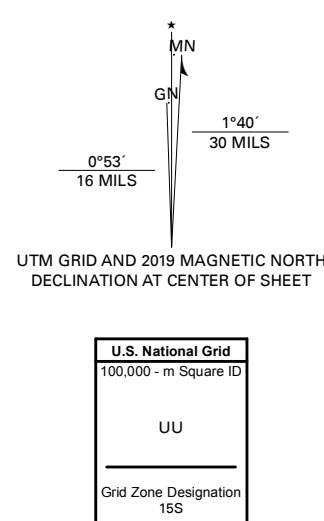 MN
GN
1°40´
30 MILS
0°53´
16 MILS
UTM GRID AND 2019 MAGNETIC NORTH
DECLINATION AT CENTER OF SHEET
U.S. National Grid
100,000 - m Square ID
UU
Grid Zone Designation
15S